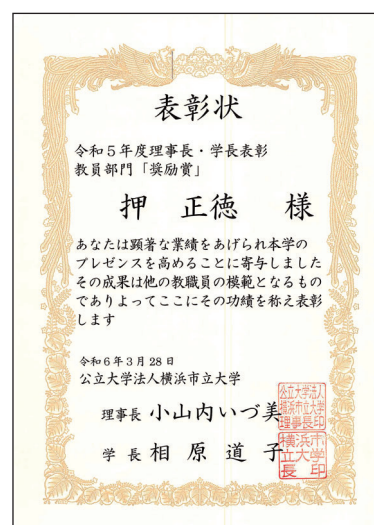 表彰状
令和5年度理事長・学長表彰
教員部門「奨励賞」
押 正徳 様
あなたは顕著な業績をあげられ本学の
プレゼンスを高めることに寄与しました
その成果は他の教職員の模範となるもの
でありよってここにその功績を称え表彰
します
令和6年3月28日
公立大学法人横浜市立大学
理事長 小山内いづ美
公立大学法人
横浜市立大学
理事長印
学長 相原道子
横浜市
立大学
長印